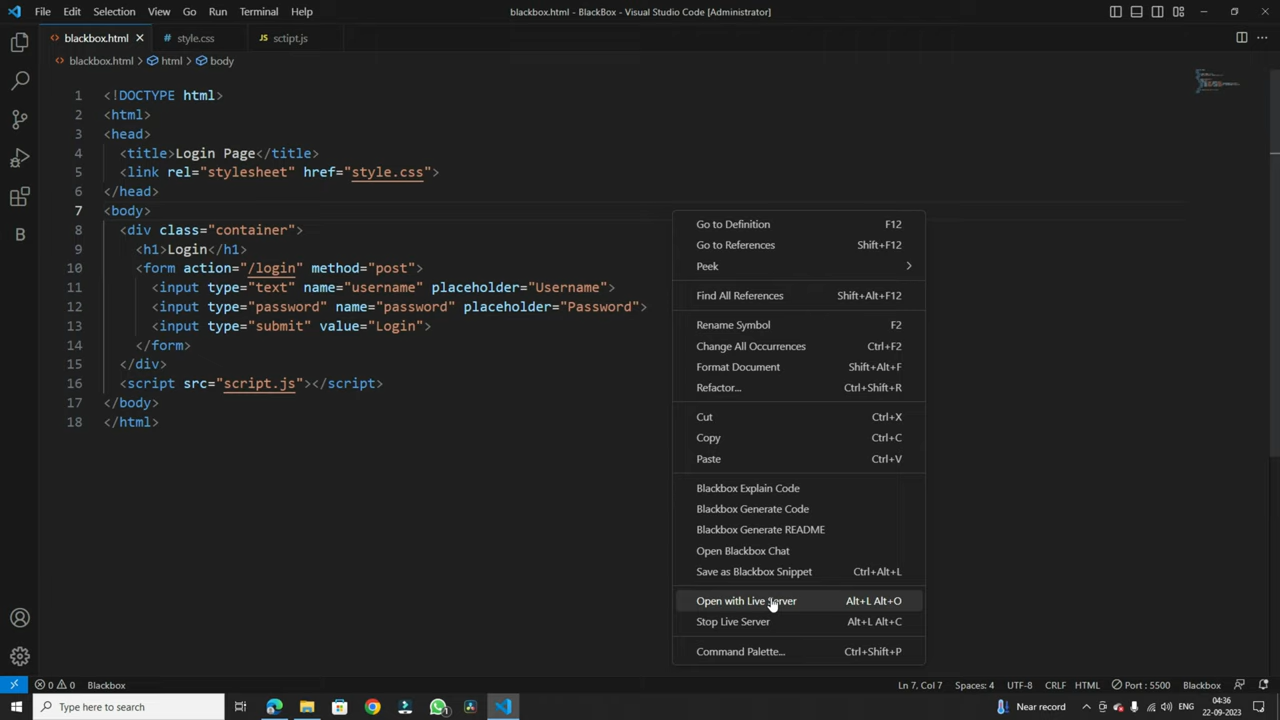 File Edit Selection View Go Run Terminal Help
blackbox.html - BlackBox - Visual Studio Code [Administrator]
blackbox.html style.css JS sctipt.js
blackbox.html > html > body
1 <!DOCTYPE html>
2 <html>
3 <head>
4 <title>Login Page</title>
5 <link rel="stylesheet" href="style.css">
6 </head>
7 <body>
8 <div class="container">
9 <h1>Login</h1>
10 <form action="/login" method="post">
11 <input type="text" name="username" placeholder="Username">
12 <input type="password" name="password" placeholder="Password">
13 <input type="submit" value="Login">
14 </form>
15 </div>
16 <script src="script.js"></script>
17 </body>
18 </html>
B
Go to Definition F12
Go to References Shift+F12
Peek
Find All References Shift+Alt+F12
Rename Symbol F2
Change All Occurrences Ctrl+F2
Format Document Shift+Alt+F
Refactor... Ctrl+Shift+R
Cut Ctrl+X
Copy Ctrl+C
Paste Ctrl+V
Blackbox Explain Code
Blackbox Generate Code
Blackbox Generate README
Open Blackbox Chat
Save as Blackbox Snippet Ctrl+Alt+L
Open with Live Server Alt+L Alt+O
Stop Live Server Alt+L Alt+C
Command Palette... Ctrl+Shift+P
0 0 Blackbox Ln 7, Col 7 Spaces: 4 UTF-8 CRLF HTML Port : 5500 Blackbox
Type here to search
Near record ENG
04:36
22-09-2023